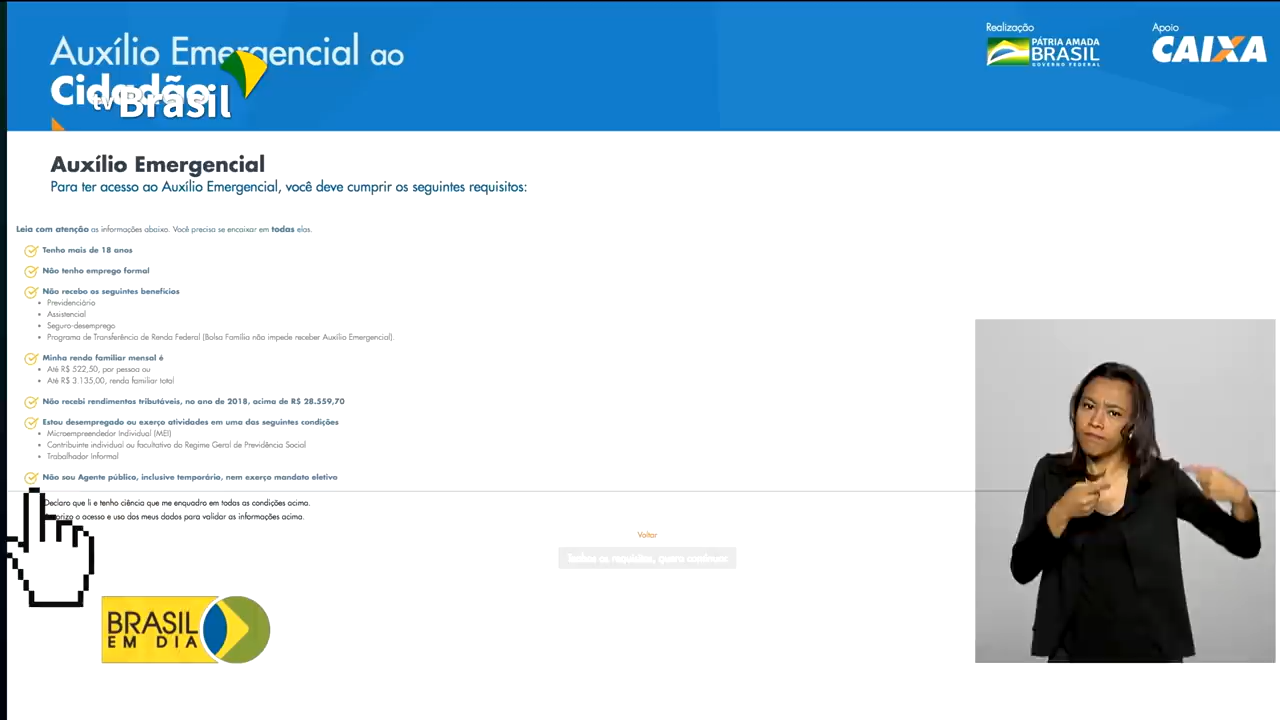 Auxílio Emergencial ao
Cidadão
tv Brasil
Realização
PÁTRIA AMADA
BRASIL
GOVERNO FEDERAL
Apoio
CAIXA
Auxílio Emergencial
Para ter acesso ao Auxílio Emergencial, você deve cumprir os seguintes requisitos:
Leia com atenção as informações abaixo. Você precisa se encaixar em todas elas.
Tenho mais de 18 anos
Não tenho emprego formal
Não recebo os seguintes benefícios
Previdenciário
Assistencial
Seguro-desemprego
Programa de Transferência de Renda Federal (Bolsa Família não impede receber Auxílio Emergencial).
Minha renda familiar mensal é
Até R$ 522,50, por pessoa ou
Até R$ 3.135,00, renda familiar total
Não recebi rendimentos tributáveis, no ano de 2018, acima de R$ 28.559,70
Estou desempregado ou exerço atividades em uma das seguintes condições
Microempreendedor Individual (MEI)
Contribuinte individual ou facultativo do Regime Geral de Previdência Social
Trabalhador Informal
Não sou Agente público, inclusive temporário, nem exerço mandato eletivo
Declaro que li e tenho ciência que me enquadro em todas as condições acima.
o acesso e uso dos meus dados para validar as informações acima.
Voltar
Tenho os requisitos, quero continuar
BRASIL
EM DIA